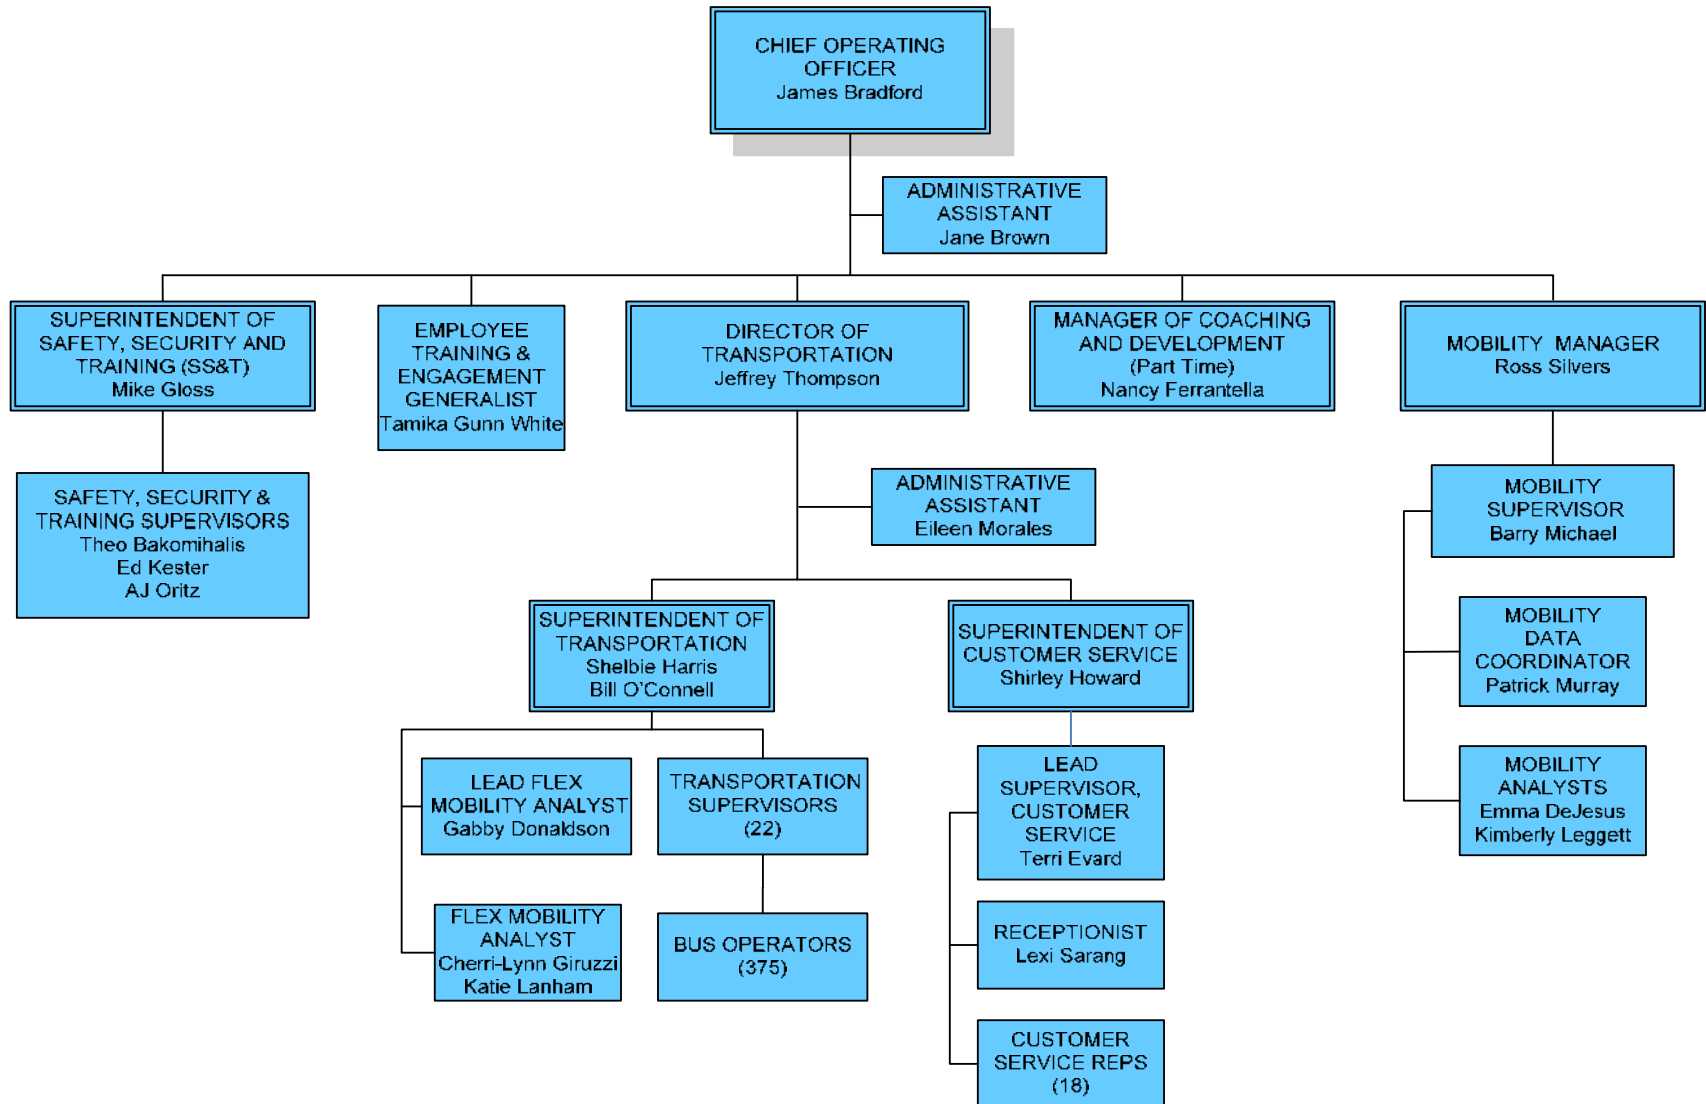 CHIEF OPERATING
OFFICER
James Bradford
ADMINISTRATIVE
ASSISTANT
Jane Brown
SUPERINTENDENT OF
SAFETY, SECURITY AND
TRAINING (SS&T)
Mike Gloss
EMPLOYEE
TRAINING &
ENGAGEMENT
GENERALIST
Tamika Gunn White
DIRECTOR OF
TRANSPORTATION
Jeffrey Thompson
MANAGER OF COACHING
AND DEVELOPMENT
(Part Time)
Nancy Ferrantella
MOBILITY MANAGER
Ross Silvers
SAFETY, SECURITY &
TRAINING SUPERVISORS
Theo Bakomihalis
Ed Kester
AJ Oritz
ADMINISTRATIVE
ASSISTANT
Eileen Morales
MOBILITY
SUPERVISOR
Barry Michael
SUPERINTENDENT OF
TRANSPORTATION
Shelbie Harris
Bill O'Connell
SUPERINTENDENT OF
CUSTOMER SERVICE
Shirley Howard
MOBILITY
DATA
COORDINATOR
Patrick Murray
LEAD FLEX
MOBILITY ANALYST
Gabby Donaldson
TRANSPORTATION
SUPERVISORS
(22)
LEAD
SUPERVISOR,
CUSTOMER
SERVICE
Terri Evard
MOBILITY
ANALYSTS
Emma DeJesus
Kimberly Leggett
FLEX MOBILITY
ANALYST
Cherri-Lynn Giruzzi
Katie Lanham
BUS OPERATORS
(375)
RECEPTIONIST
Lexi Sarang
CUSTOMER
SERVICE REPS
(18)